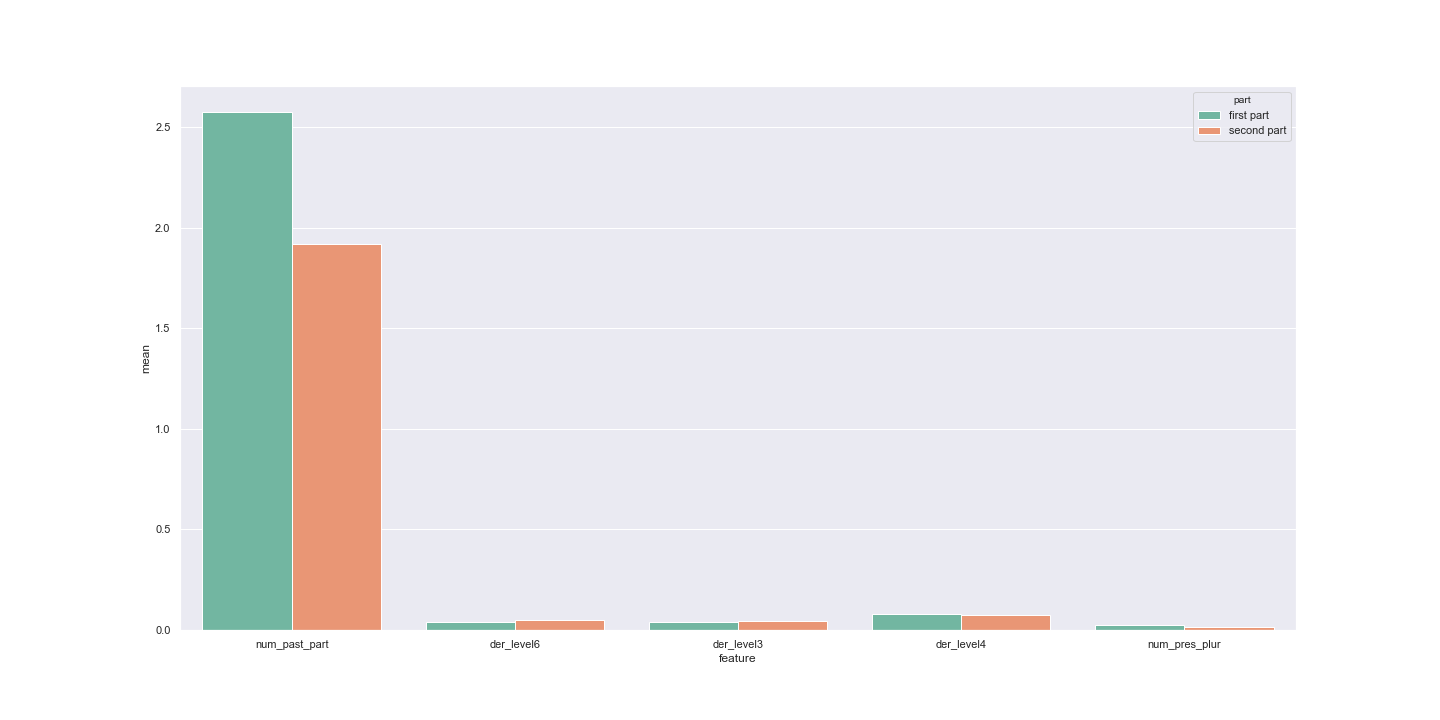 part
first part
second part
2.5
2.0
1.5
1.0
0.5
0.0
mean
num_past_part
der_level6
der_level3
der_level4
num_pres_plur
feature